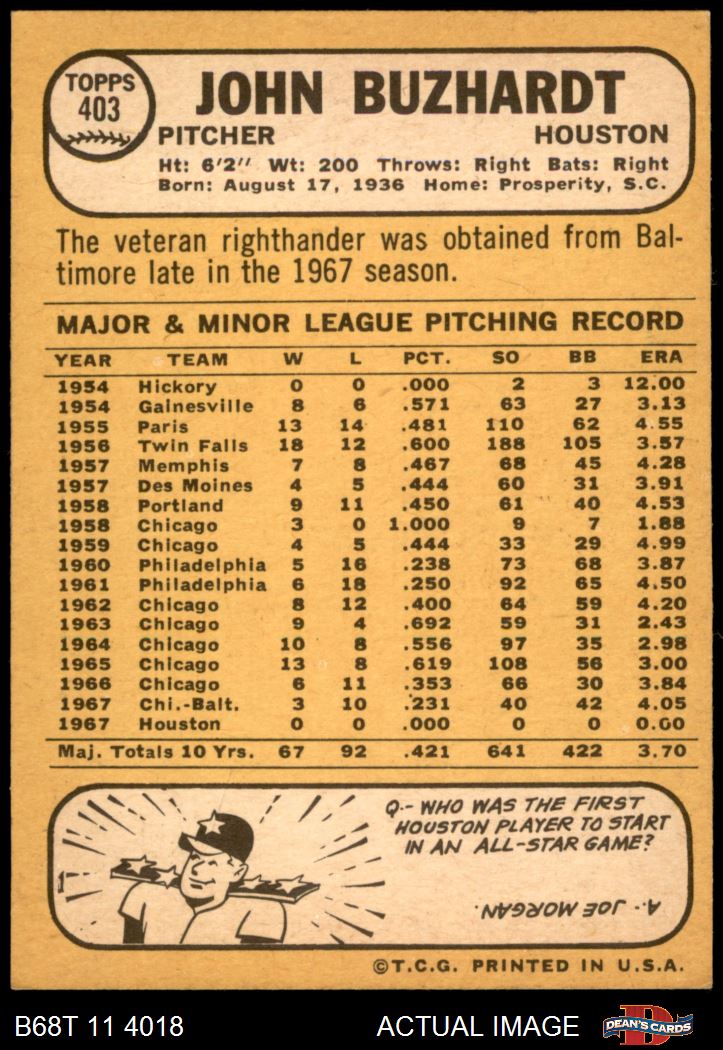 TOPPS
403
JOHN BUZHARDT
PITCHER HOUSTON
Ht: 6'2" Wt: 200 Throws: Right Bats: Right
Born: August 17, 1936 Home: Prosperity, S.C.
The veteran righthander was obtained from Bal-
timore late in the 1967 season.
MAJOR & MINOR LEAGUE PITCHING RECORD
YEAR TEAM W L PCT. SO BB ERA
1954 Hickory 0 0 .000 2 3 12.00
1954 Gainesville 8 6 .571 63 27 3.13
1955 Paris 13 14 .481 110 62 4.55
1956 Twin Falls 18 12 .600 188 105 3.57
1957 Memphis 7 8 .467 68 45 4.28
1957 Des Moines 4 5 .444 60 31 3.91
1958 Portland 9 11 .450 61 40 4.53
1958 Chicago 3 0 1.000 9 7 1.88
1959 Chicago 4 5 .444 33 29 4.99
1960 Philadelphia 5 16 .238 73 68 3.87
1961 Philadelphia 6 18 .250 92 65 4.50
1962 Chicago 8 12 .400 64 59 4.20
1963 Chicago 9 4 .692 59 31 2.43
1964 Chicago 10 8 .556 97 35 2.98
1965 Chicago 13 8 .619 108 56 3.00
1966 Chicago 6 11 .353 66 30 3.84
1967 Chi.-Balt. 3 10 .231 40 42 4.05
1967 Houston 0 0 .000 0 0 0.00
Maj. Totals 10 Yrs. 67 92 .421 641 422 3.70
Q.- WHO WAS THE FIRST
HOUSTON PLAYER TO START
IN AN ALL-STAR GAME?
A.- JOE MORGAN.
©T.C.G. PRINTED IN U.S.A.
B68T 11 4018 ACTUAL IMAGE
D
DEAN'S CARDS